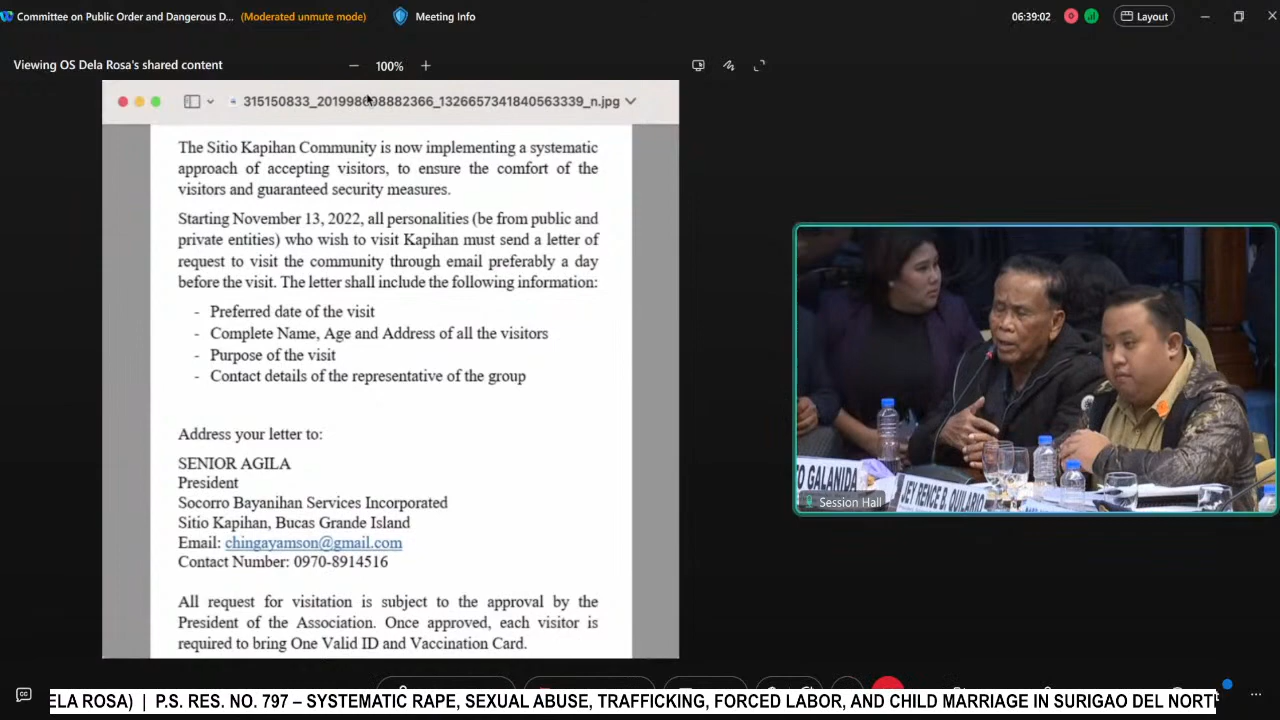 Committee on Public Order and Dangerous D...
(Moderated unmute mode)
Meeting Info
06:39:02
Layout
Viewing OS Dela Rosa's shared content
100%
The Sitio Kapihan Community is now implementing a systematic
approach of accepting visitors, to ensure the comfort of the
visitors and guaranteed security measures.
Starting November 13, 2022, all personalities (be from public and
private entities) who wish to visit Kapihan must send a letter of
request to visit the community through email preferably a day
before the visit. The letter shall include the following information:
- Preferred date of the visit
- Complete Name, Age and Address of all the visitors
- Purpose of the visit
- Contact details of the representative of the group
Address your letter to:
SENIOR AGILA
President
Socorro Bayanihan Services Incorporated
Sitio Kapihan, Bucas Grande Island
Email: chingayamson@gmail.com
Contact Number: 0970-8914516
All request for visitation is subject to the approval by the
President of the Association. Once approved, each visitor is
required to bring One Valid ID and Vaccination Card.
TO GALANIDA
JEY RENCE B. QUILARIO
Session Hall
ELA ROSA) | P.S. RES. NO. 797 – SYSTEMATIC RAPE, SEXUAL ABUSE, TRAFFICKING, FORCED LABOR, AND CHILD MARRIAGE IN SURIGAO DEL NORT